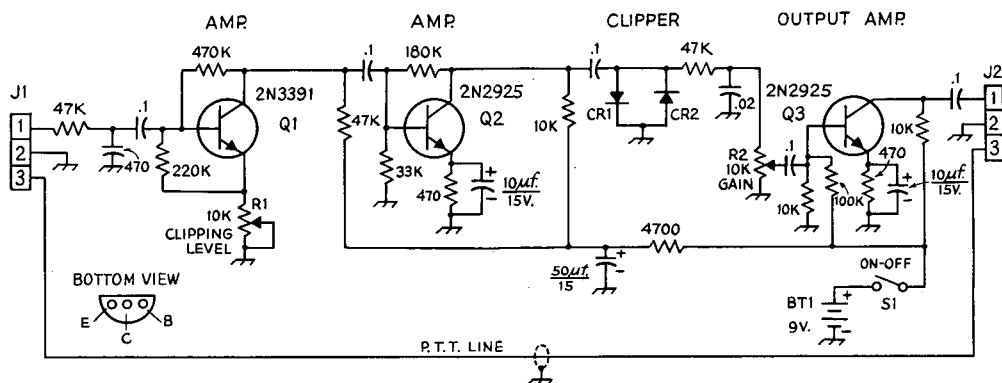 AMP.
AMP.
CLIPPER
OUTPUT AMP.
470K
.1
180K
.1
47K
.1
J1
J2
2N3391
2N2925
2N2925
47K
.1
Q1
Q2
Q3
.02
1
2
3
470
220K
47K
33K
470
10μf.
15V.
10K
CR1
CR2
R2
10K
GAIN
.1
10K
100K
470
10K
10μf.
15V.
1
2
3
10K
R1
CLIPPING
LEVEL
4700
50μf.
15
ON-OFF
S1
BT1
9V.
BOTTOM VIEW
E
C
B
P.T.T. LINE